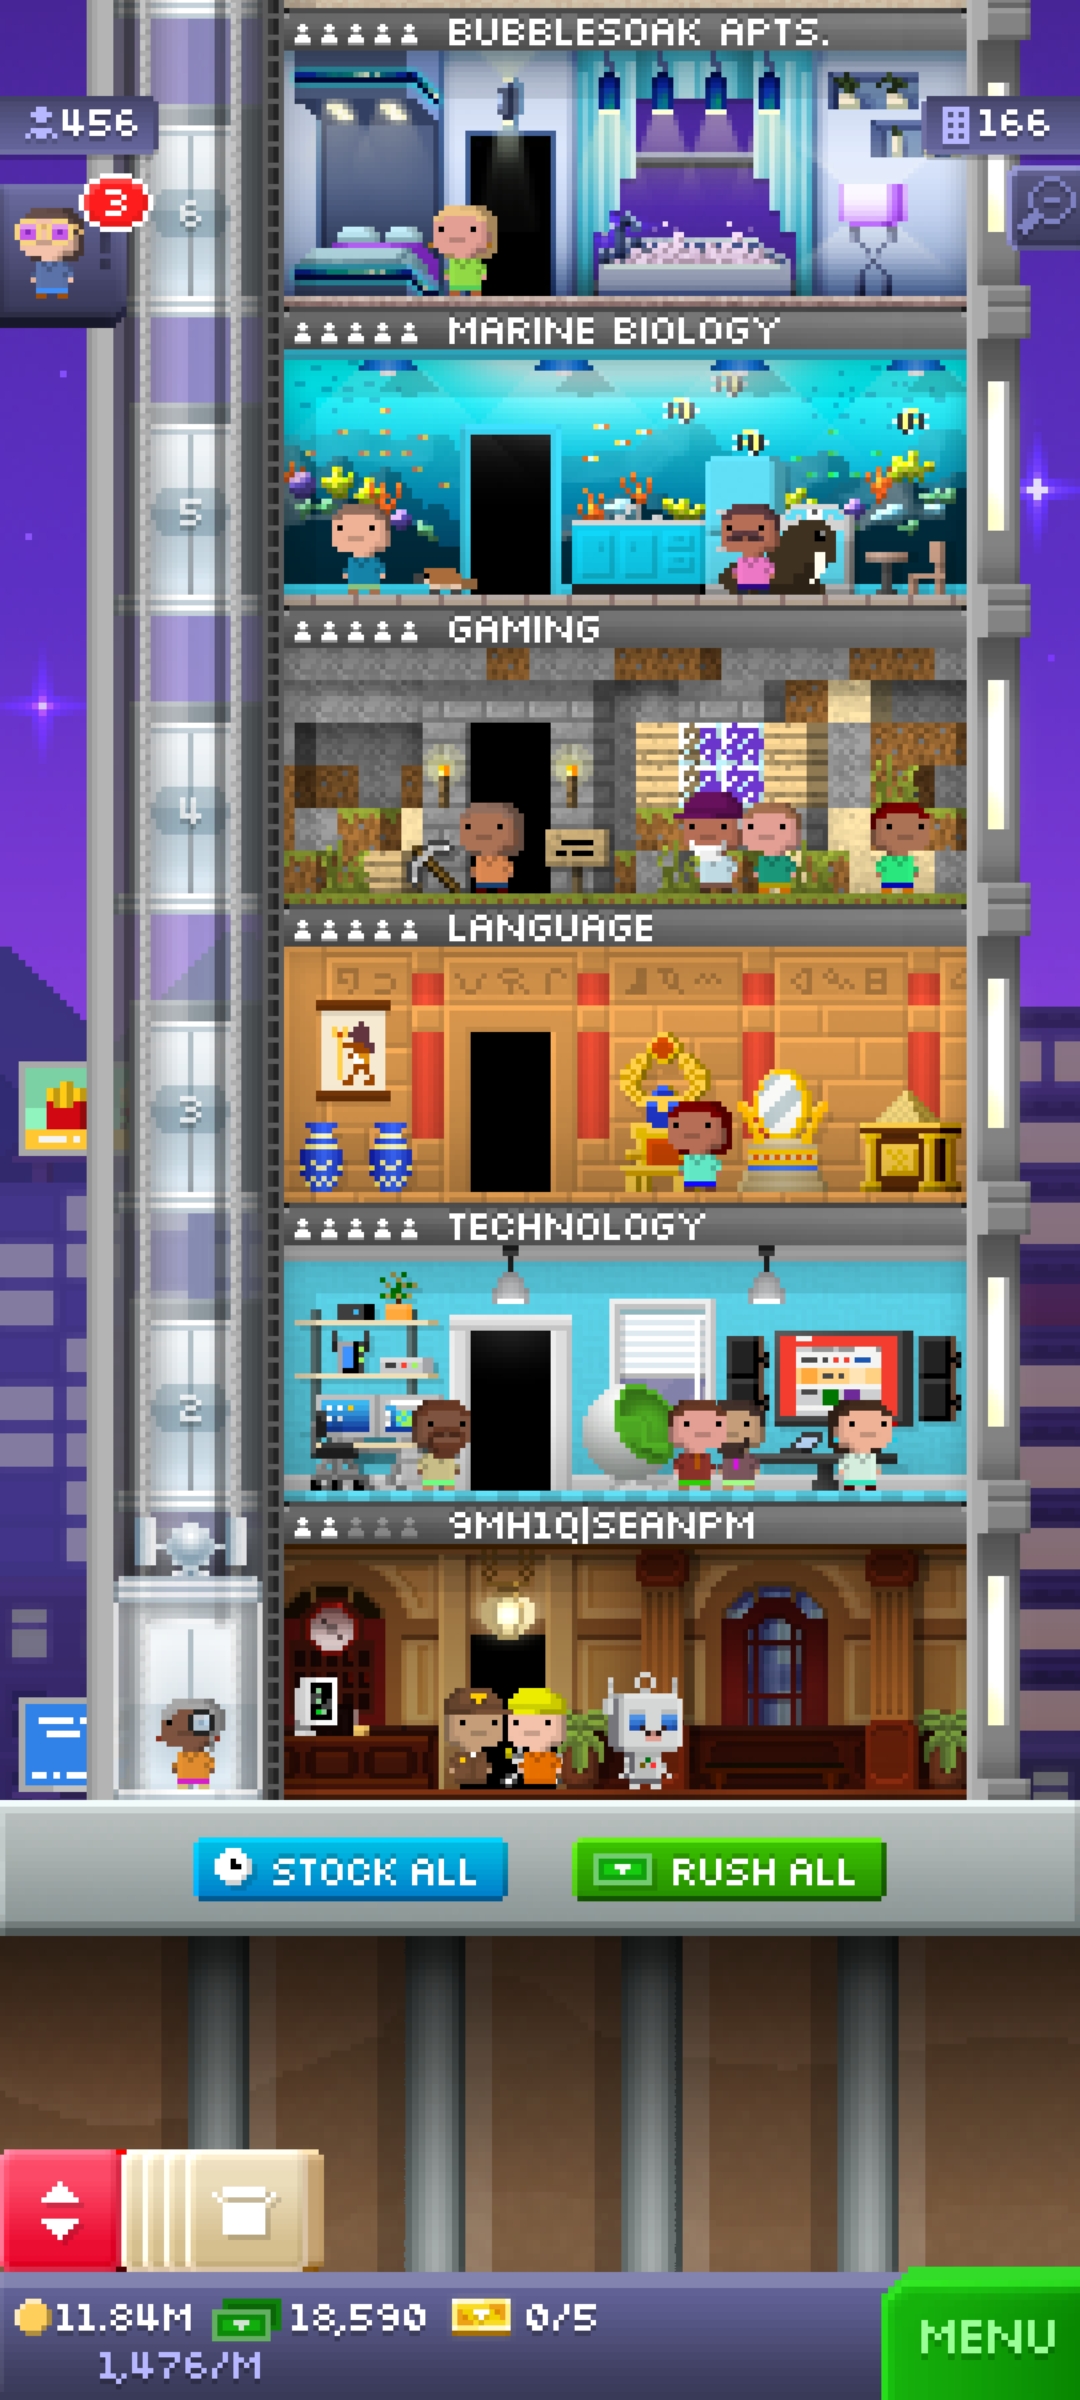 BUBBLESOAK APTS.
456
166
3
6
MARINE BIOLOGY
5
GAMING
4
LANGUAGE
3
TECHNOLOGY
2
9MH1Q|SEANPM
STOCK ALL
RUSH ALL
11.84M
18,590
0/5
1,476/M
MENU